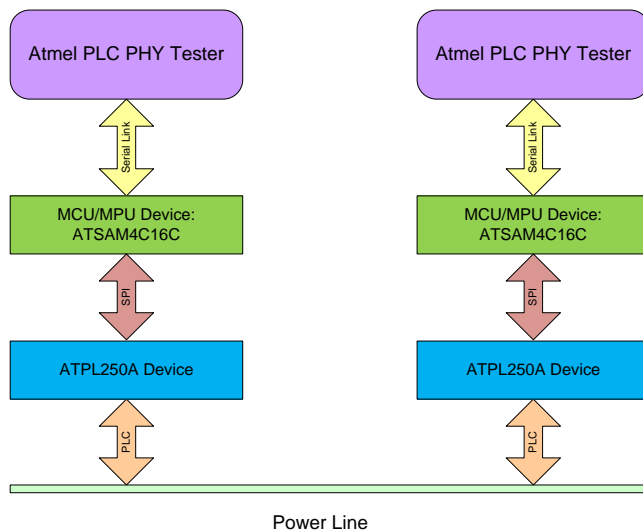 Atmel PLC PHY Tester
Atmel PLC PHY Tester
Serial Link
Serial Link
MCU/MPU Device:
ATSAM4C16C
MCU/MPU Device:
ATSAM4C16C
SPI
SPI
ATPL250A Device
ATPL250A Device
PLC
PLC
Power Line